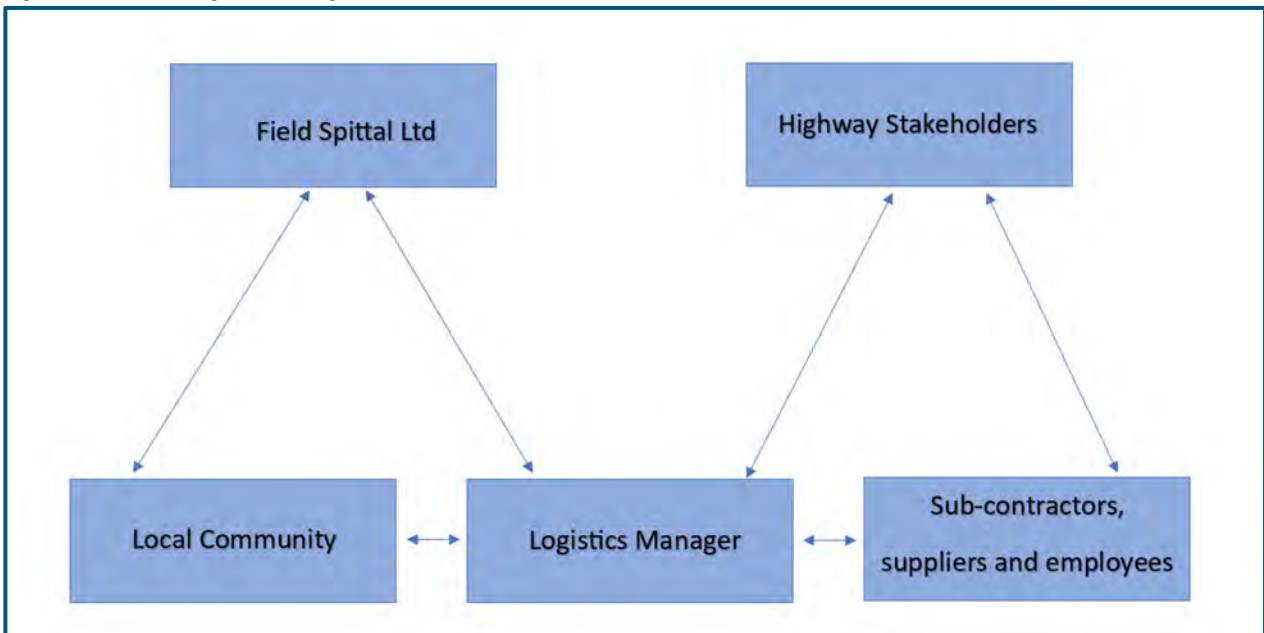 Field Spittal Ltd
Highway Stakeholders
Local Community
Logistics Manager
Sub-contractors,
suppliers and employees